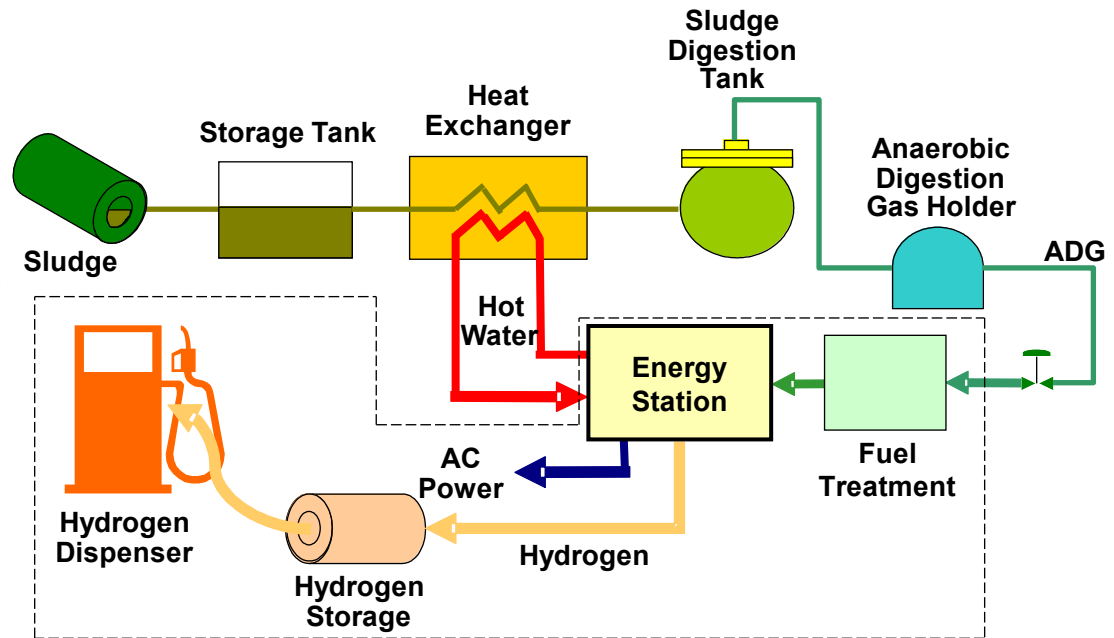 Sludge
Digestion
Tank
Heat
Exchanger
Storage Tank
Anaerobic
Digestion
Gas Holder
Sludge
ADG
Hot
Water
Energy
Station
AC
Power
Fuel
Treatment
Hydrogen
Dispenser
Hydrogen
Hydrogen
Storage